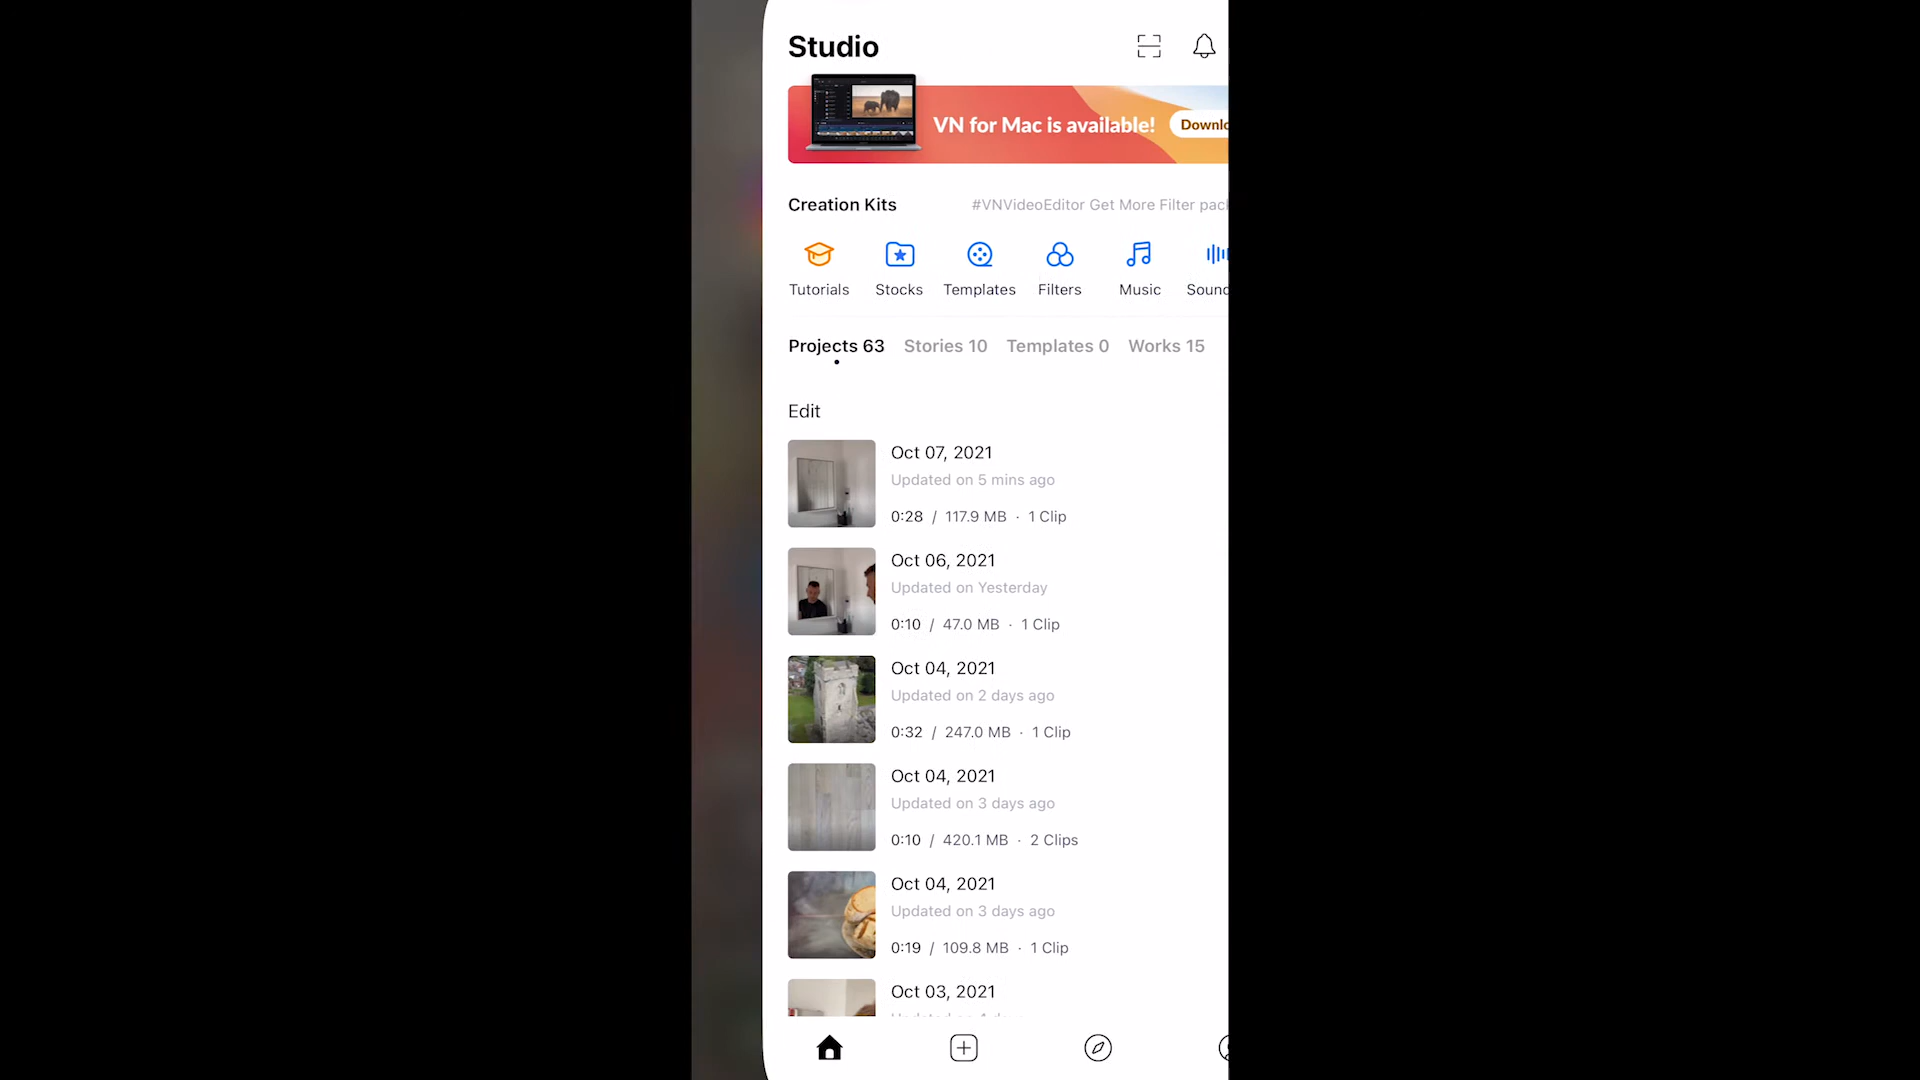 Studio
VN for Mac is available!
Creation Kits
#VNVideoEditor Get More Filter
Tutorials
Stocks
Templates
Filters
Music
Projects 63
Stories 10
Templates 0
Works 15
Edit
Oct 07, 2021
Updated on 5 mins ago
0:28 / 117.9 MB · 1 Clip
Oct 06, 2021
Updated on Yesterday
0:10 / 47.0 MB · 1 Clip
Oct 04, 2021
Updated on 2 days ago
0:32 / 247.0 MB · 1 Clip
Oct 04, 2021
Updated on 3 days ago
0:10 / 420.1 MB · 2 Clips
Oct 04, 2021
Updated on 3 days ago
0:19 / 109.8 MB · 1 Clip
Oct 03, 2021